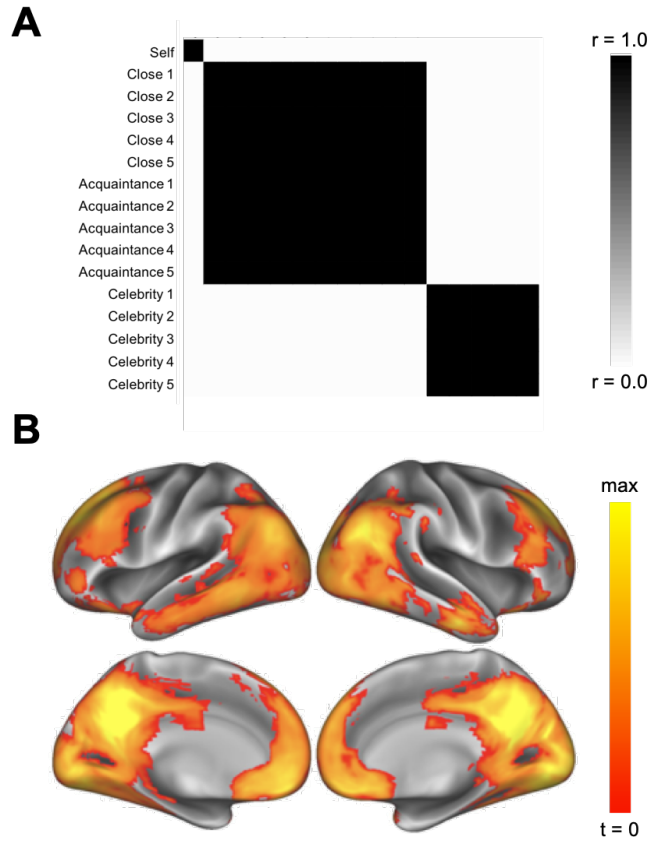 A
r = 1.0
Self
Close 1
Close 2
Close 3
Close 4
Close 5
Acquaintance 1
Acquaintance 2
Acquaintance 3
Acquaintance 4
Acquaintance 5
Celebrity 1
Celebrity 2
Celebrity 3
Celebrity 4
Celebrity 5
r = 0.0
B
max
t = 0